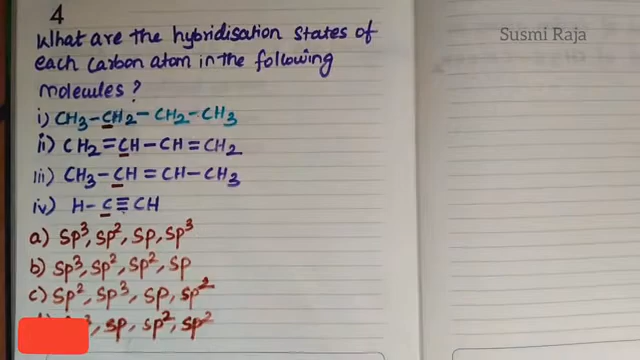 4
What are the hybridisation states of
each carbon atom in the following
molecules ?
i) CH3-CH2-CH2-CH3
ii) CH2=CH-CH=CH2
iii) CH3-CH=CH-CH3
iv) H-C≡CH
a) Sp³, Sp², Sp, Sp³
b) Sp³, Sp², Sp², Sp
c) Sp², Sp³, Sp, Sp²
Sp, Sp², Sp²
Susmi Raja